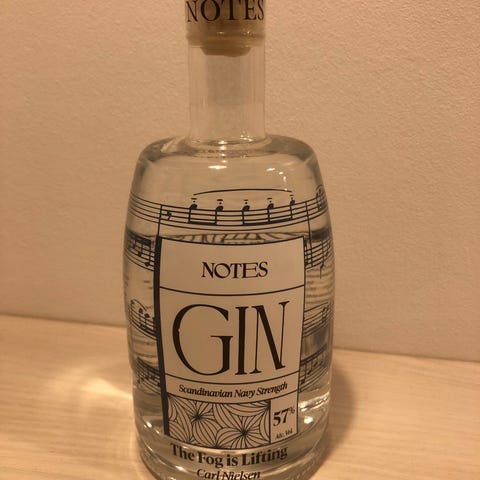 NOTES
NOTES
GIN
Scandinavian Navy Strength
57%
Alc. Vol.
The Fog is Lifting
Carl Nielsen